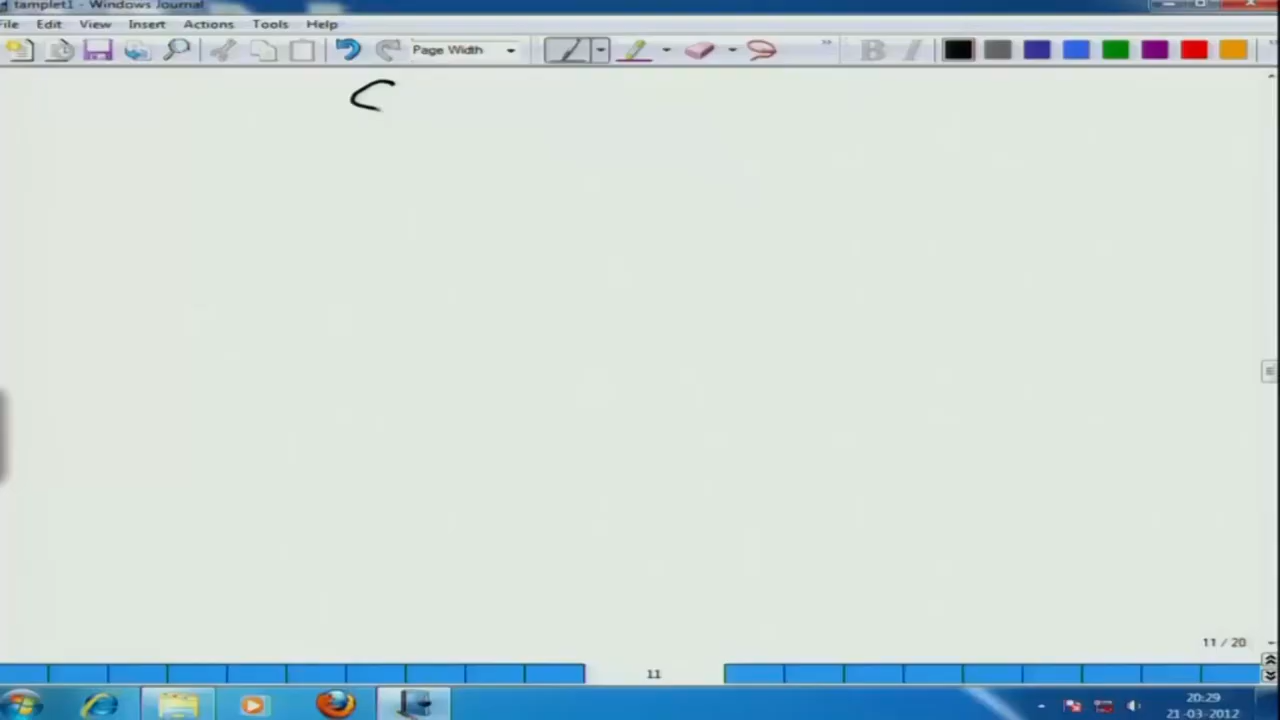 tamplet1 - Windows Journal
File Edit View Insert Actions Tools Help
Page Width B I
C
11 / 20
11
20:29
21-03-2012